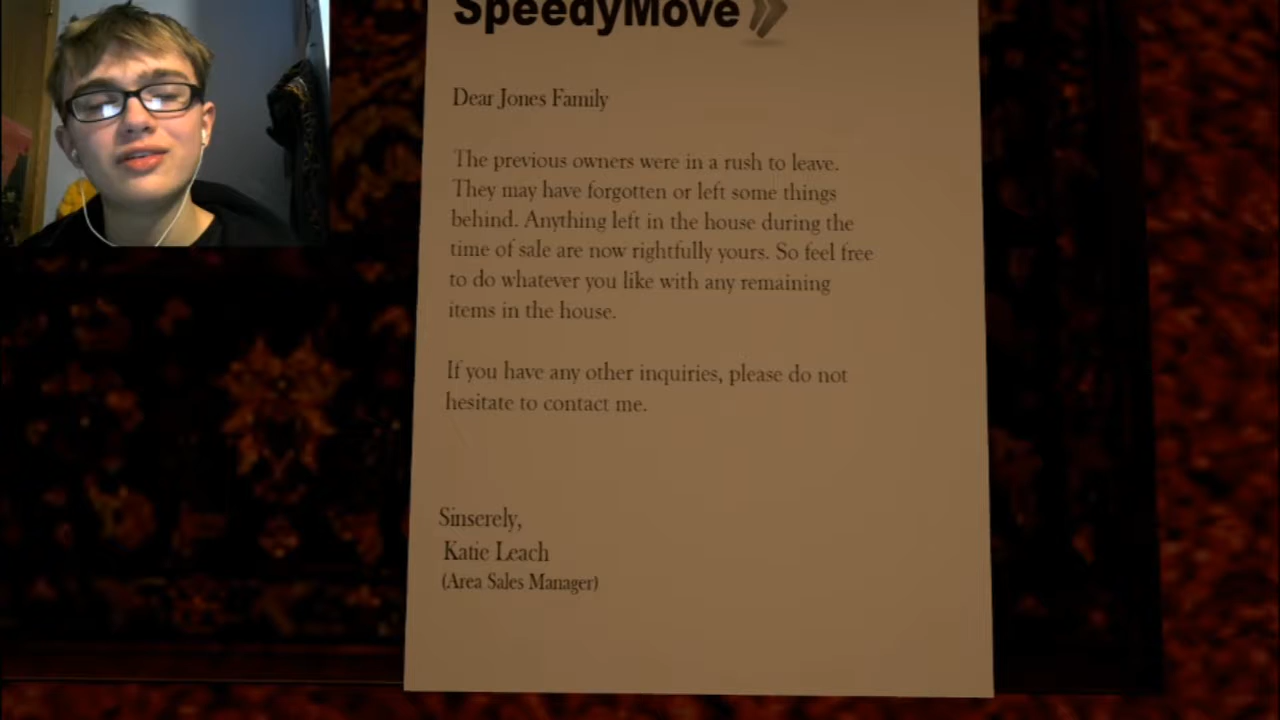 SpeedyMove
Dear Jones Family
The previous owners were in a rush to leave.
They may have forgotten or left some things
behind. Anything left in the house during the
time of sale are now rightfully yours. So feel free
to do whatever you like with any remaining
items in the house.
If you have any other inquiries, please do not
hesitate to contact me.
Sinserely,
Katie Leach
(Area Sales Manager)